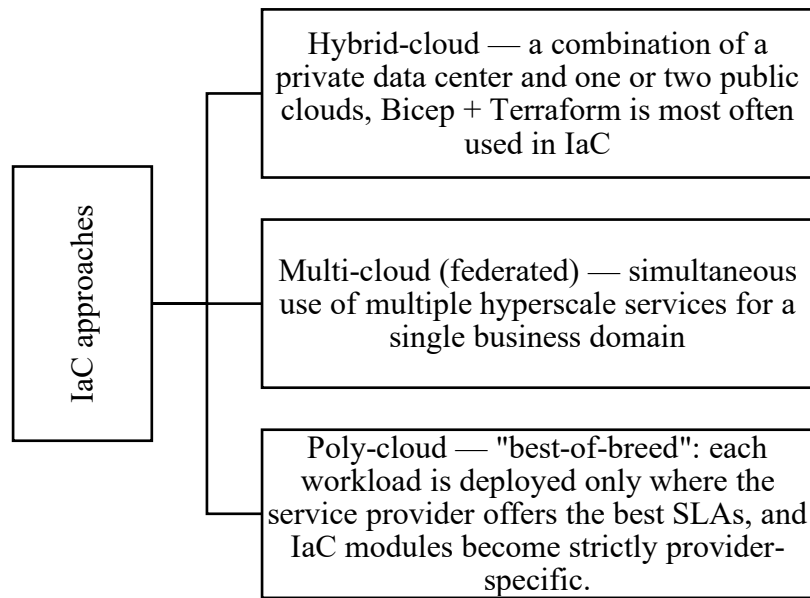 IaC approaches
Hybrid-cloud — a combination of a
private data center and one or two public
clouds, Bicep + Terraform is most often
used in IaC
Multi-cloud (federated) — simultaneous
use of multiple hyperscale services for a
single business domain
Poly-cloud — "best-of-breed": each
workload is deployed only where the
service provider offers the best SLAs, and
IaC modules become strictly provider-
specific.